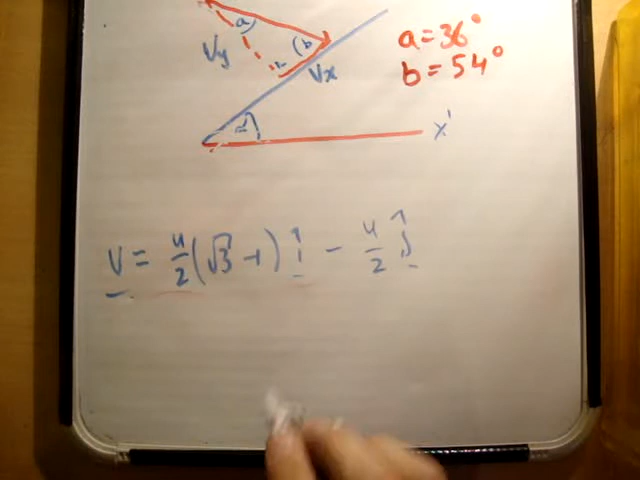 a
b
Vy
Vx
a = 36°
b = 54°
x'
V = 4/2 (√3 - 1) î - 4/2 ĵ